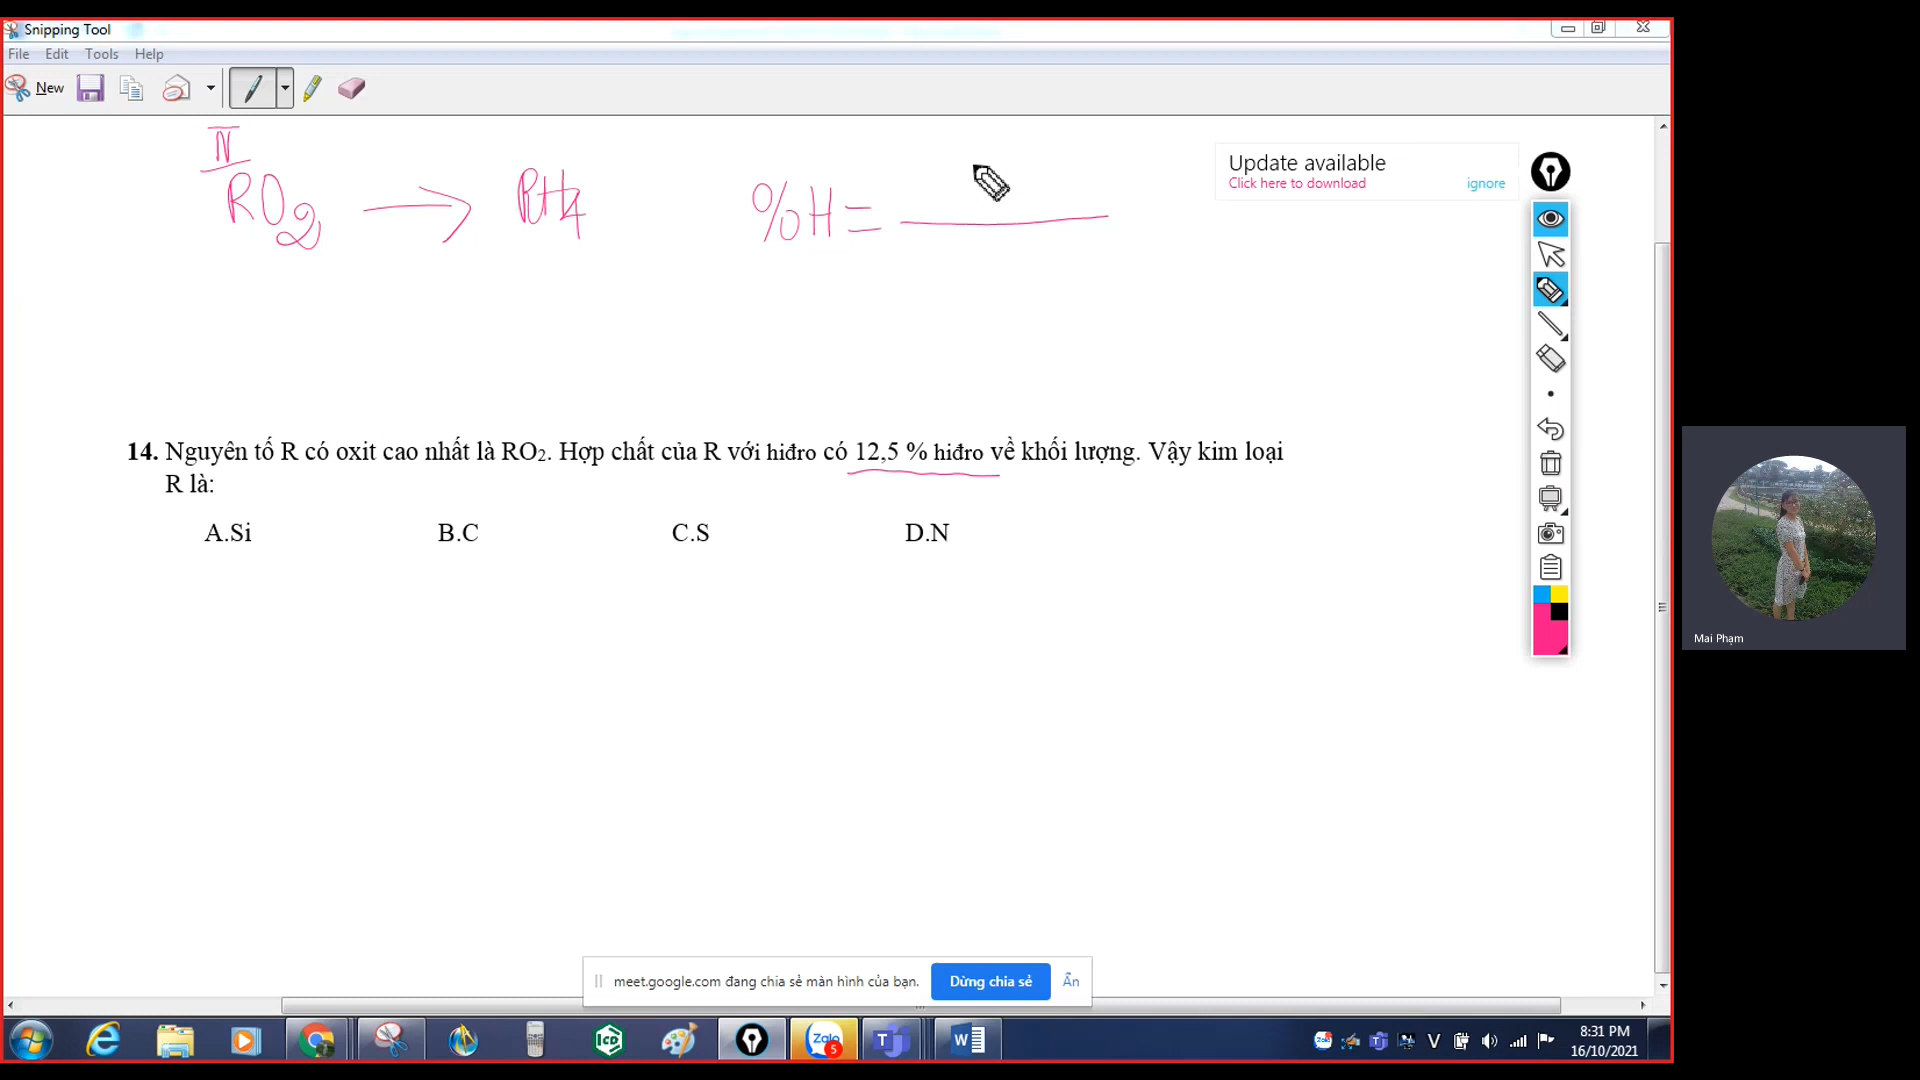 Snipping Tool
File Edit Tools Help
New
IV
RO2 → RH4 %H =
Update available
Click here to download ignore
14. Nguyên tố R có oxit cao nhất là RO2. Hợp chất của R với hiđro có 12,5 % hiđro về khối lượng. Vậy kim loại
R là:
A.Si B.C C.S D.N
Mai Phạm
meet.google.com đang chia sẻ màn hình của bạn. Dừng chia sẻ Ẩn
ICD
Zalo
5
V
8:31 PM
16/10/2021